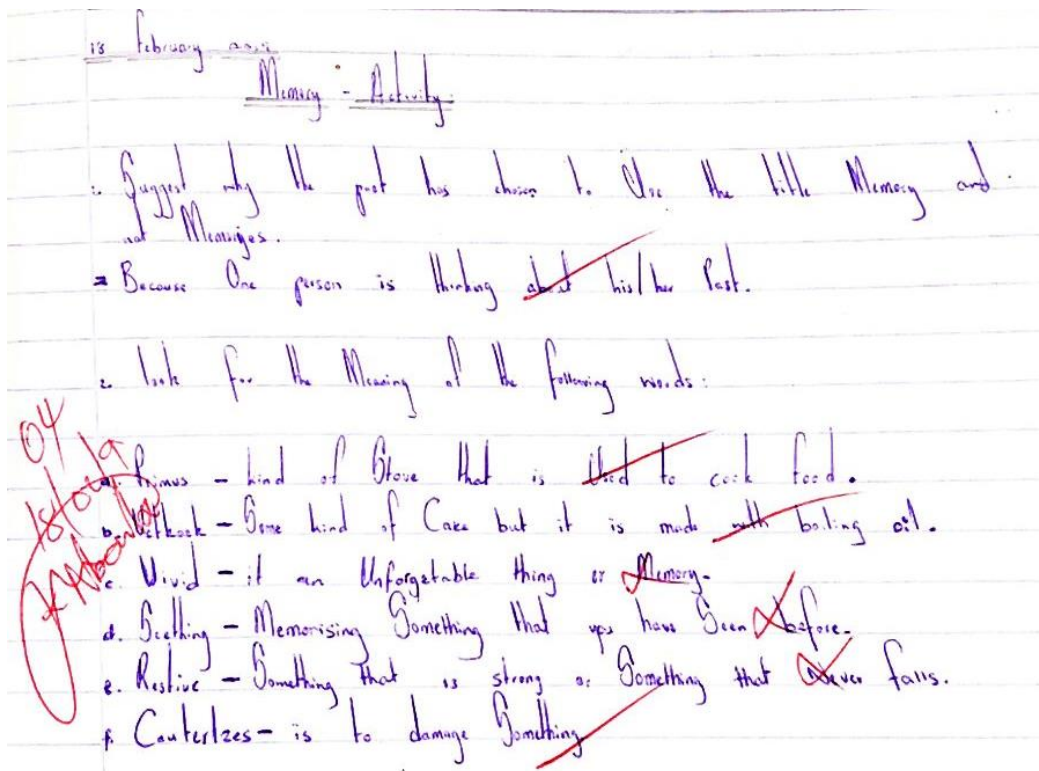 13 February
Memory - Activity
1. Suggest why the poet has chosen to Use the title Memory and
not Memories.
= Because One person is thinking about his/her Past.
2. look for the Meaning of the following words:
04
a. Primus - kind of Stove that is Used to cook food.
b. Vetkoek - Some kind of Cake but it is made with boiling oil.
c. Vivid - it an Unforgetable thing or Memory.
d. Seething - Memorising Something that you have Seen before.
e. Restive - Something that is strong or Something that Never falls.
f. Cauterlzes - is to damage Something